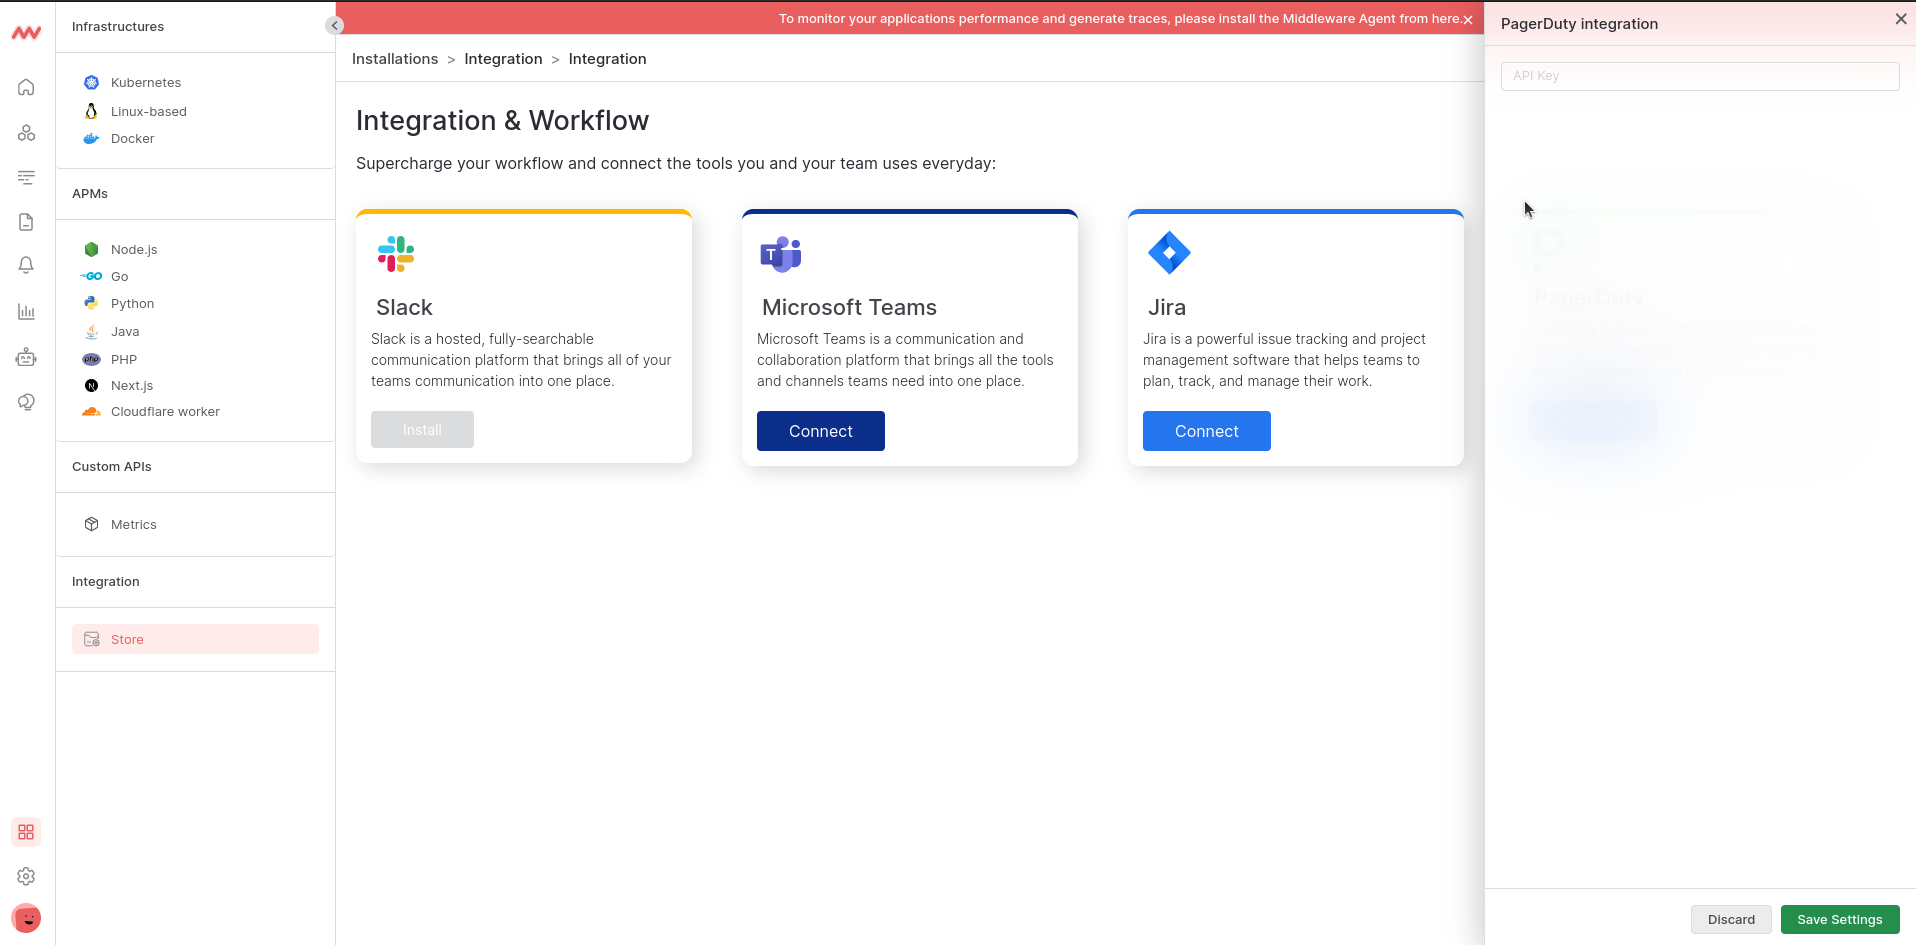 Infrastructures
Kubernetes
Linux-based
Docker
APMs
Node.js
GO
Go
Python
Java
php
PHP
N
Next.js
Cloudflare worker
Custom APIs
Metrics
Integration
Store
To monitor your applications performance and generate traces, please install the Middleware Agent from here.
Installations > Integration > Integration
Integration & Workflow
Supercharge your workflow and connect the tools you and your team uses everyday:
Slack
Slack is a hosted, fully-searchable
communication platform that brings all of your
teams communication into one place.
Install
T
Microsoft Teams
Microsoft Teams is a communication and
collaboration platform that brings all the tools
and channels teams need into one place.
Connect
Jira
Jira is a powerful issue tracking and project
management software that helps teams to
plan, track, and manage their work.
Connect
PagerDuty integration
API Key
PagerDuty
Discard
Save Settings